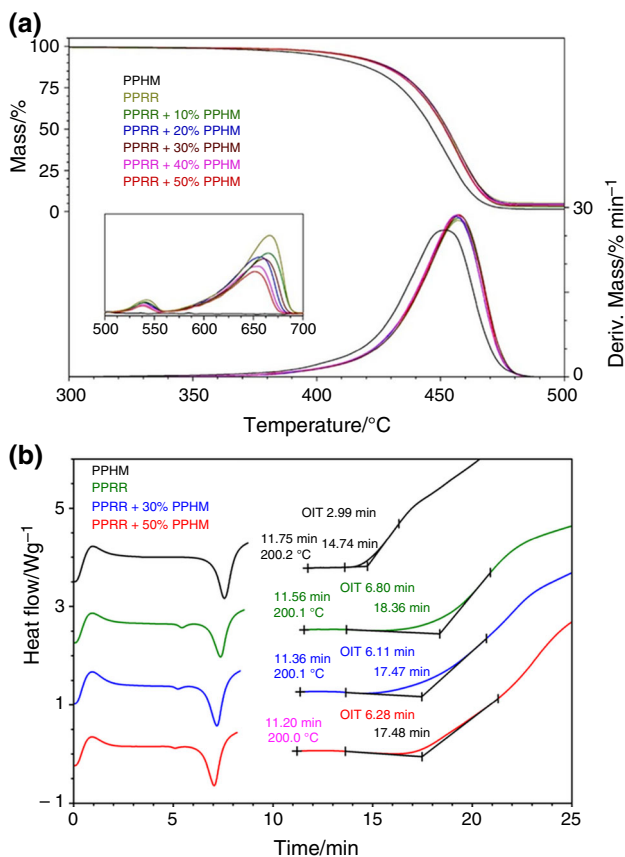 (a)
100
75
50
25
0
Mass/%
PPHM
PPRR
PPRR + 10% PPHM
PPRR + 20% PPHM
PPRR + 30% PPHM
PPRR + 40% PPHM
PPRR + 50% PPHM
500 550 600 650 700
30
0
Deriv. Mass/% min⁻¹
300 350 400 450 500
Temperature/°C
(b)
PPHM
PPRR
PPRR + 30% PPHM
PPRR + 50% PPHM
5
3
1
– 1
Heat flow/Wg⁻¹
OIT 2.99 min
11.75 min 14.74 min
200.2 °C
11.56 min OIT 6.80 min
200.1 °C 18.36 min
11.36 min OIT 6.11 min
200.1 °C 17.47 min
11.20 min OIT 6.28 min
200.0 °C 17.48 min
0 5 10 15 20 25
Time/min